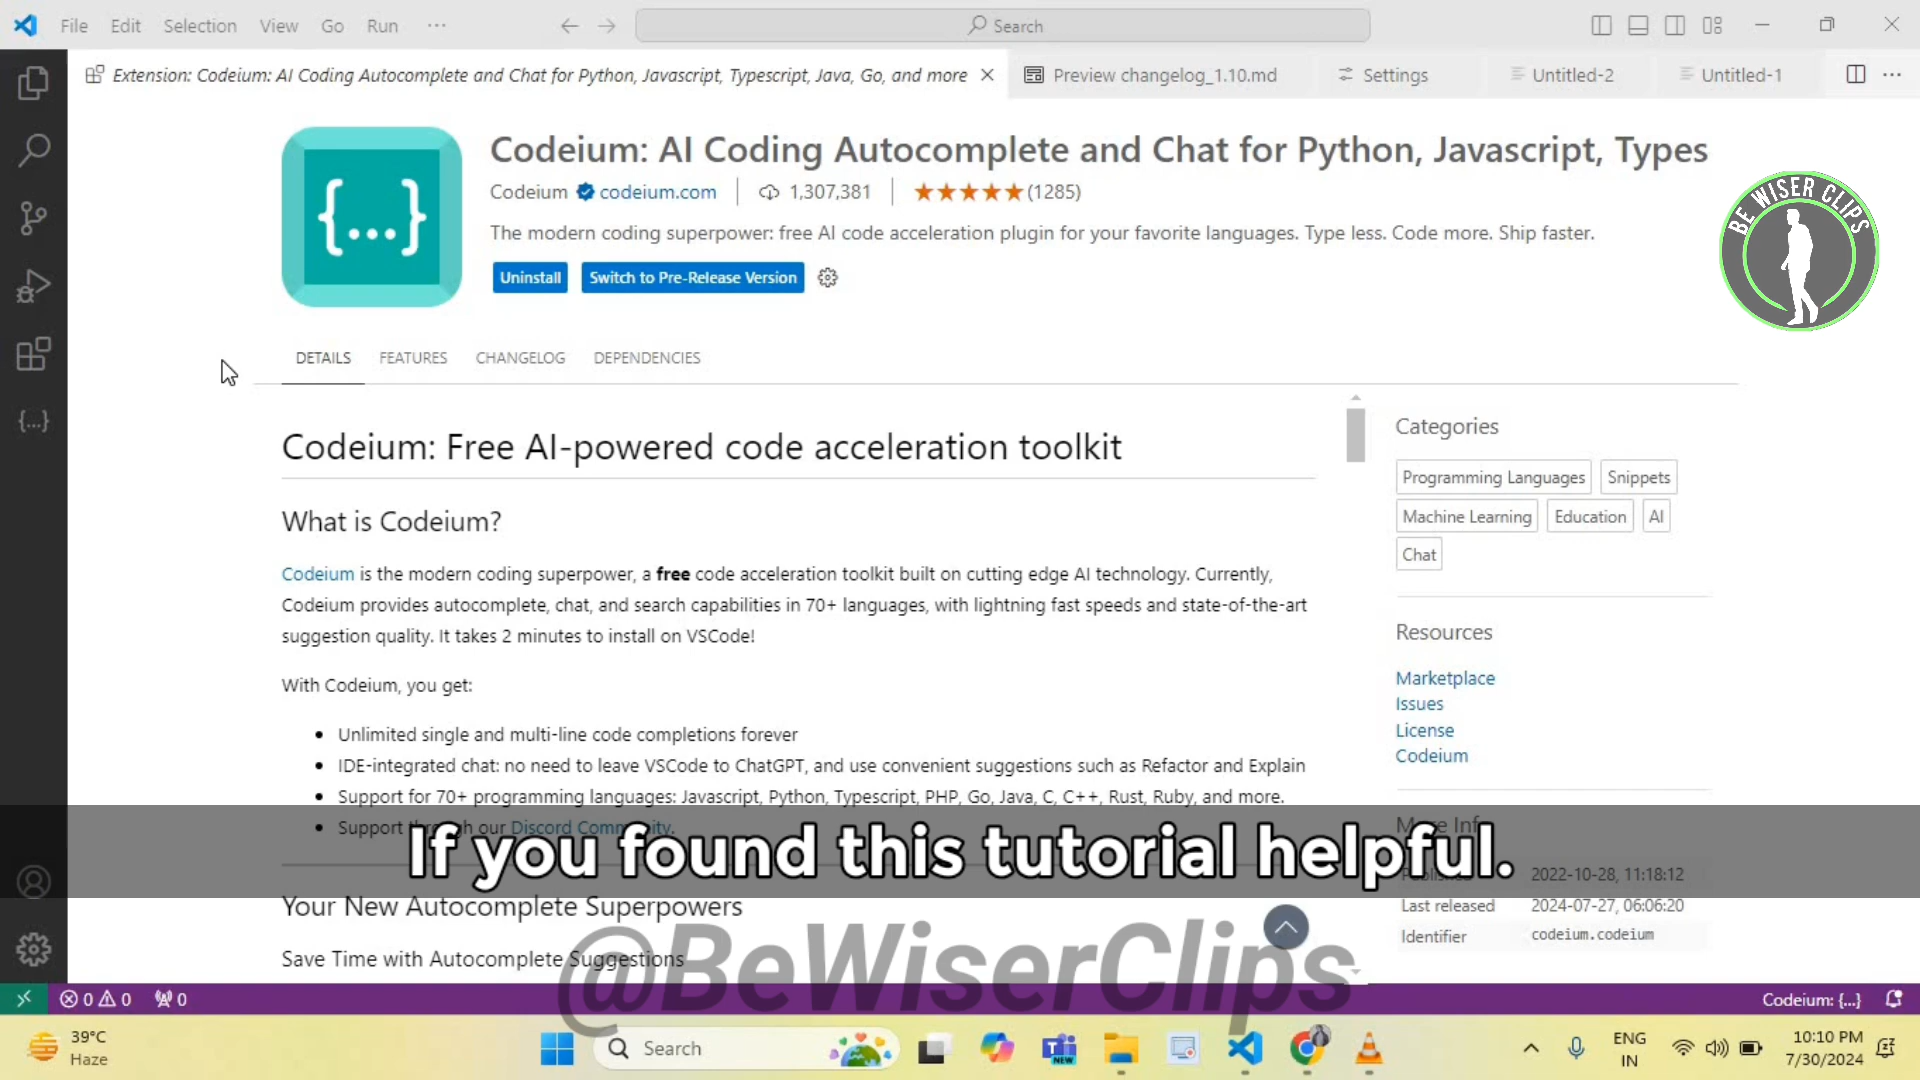 File Edit Selection View Go Run ... Search
Extension: Codeium: AI Coding Autocomplete and Chat for Python, Javascript, Typescript, Java, Go, and more
Preview changelog_1.10.md
Settings
Untitled-2
Untitled-1
Codeium: AI Coding Autocomplete and Chat for Python, Javascript, Types
Codeium codeium.com 1,307,381 (1285)
The modern coding superpower: free AI code acceleration plugin for your favorite languages. Type less. Code more. Ship faster.
Uninstall Switch to Pre-Release Version
BE WISER CLIPS
DETAILS FEATURES CHANGELOG DEPENDENCIES
Codeium: Free AI-powered code acceleration toolkit
What is Codeium?
Codeium is the modern coding superpower, a free code acceleration toolkit built on cutting edge AI technology. Currently,
Codeium provides autocomplete, chat, and search capabilities in 70+ languages, with lightning fast speeds and state-of-the-art
suggestion quality. It takes 2 minutes to install on VSCode!
With Codeium, you get:
• Unlimited single and multi-line code completions forever
• IDE-integrated chat: no need to leave VSCode to ChatGPT, and use convenient suggestions such as Refactor and Explain
• Support for 70+ programming languages: Javascript, Python, Typescript, PHP, Go, Java, C, C++, Rust, Ruby, and more.
• Support through our Discord Community.
Your New Autocomplete Superpowers
Save Time with Autocomplete Suggestions
Categories
Programming Languages Snippets
Machine Learning Education AI
Chat
Resources
Marketplace
Issues
License
Codeium
More Info
Published 2022-10-28, 11:18:12
Last released 2024-07-27, 06:06:20
Identifier codeium.codeium
If you found this tutorial helpful.
@BeWiserClips
0 0 0
Codeium: {...}
39°C
Haze
Search
NEW
ENG
IN
10:10 PM
7/30/2024